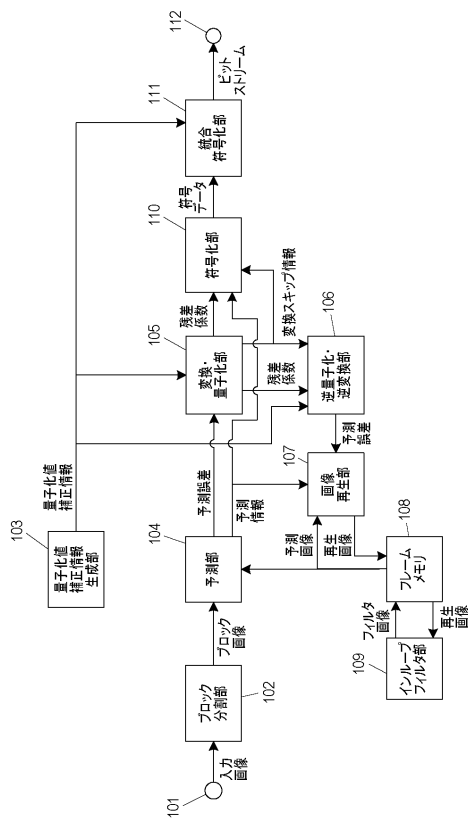 101
入力
画像
ブロック
分割部
102
ブロック
画像
量子化値
補正情報
生成部
103
量子化値
補正情報
予測部
104
予測誤差
予測
情報
変換・
量子化部
105
残差
係数
残差
係数
変換スキップ情報
符号化部
110
符号
データ
統合
符号化部
111
ビット
ストリーム
112
逆量子化・
逆変換部
106
予測
誤差
画像
再生部
107
予測
画像
再生
画像
フレーム
メモリ
108
フィルタ
画像
再生
画像
インループ
フィルタ部
109